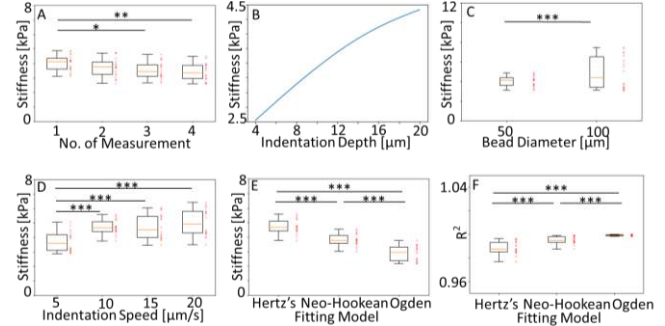 A
8
**
*
Stiffness [kPa]
0
1 2 3 4
No. of Measurement
B
4.5
Stiffness [kPa]
2.5
4 8 12 16 20
Indentation Depth [μm]
C
12
***
Stiffness [kPa]
0
50 100
Bead Diameter [μm]
D
8
***
***
***
Stiffness [kPa]
0
5 10 15 20
Indentation Speed [μm/s]
E
8
***
*** ***
Stiffness [kPa]
0
Hertz's Neo-Hookean Ogden
Fitting Model
F
1.04
***
*** ***
R²
0.96
Hertz's Neo-Hookean Ogden
Fitting Model